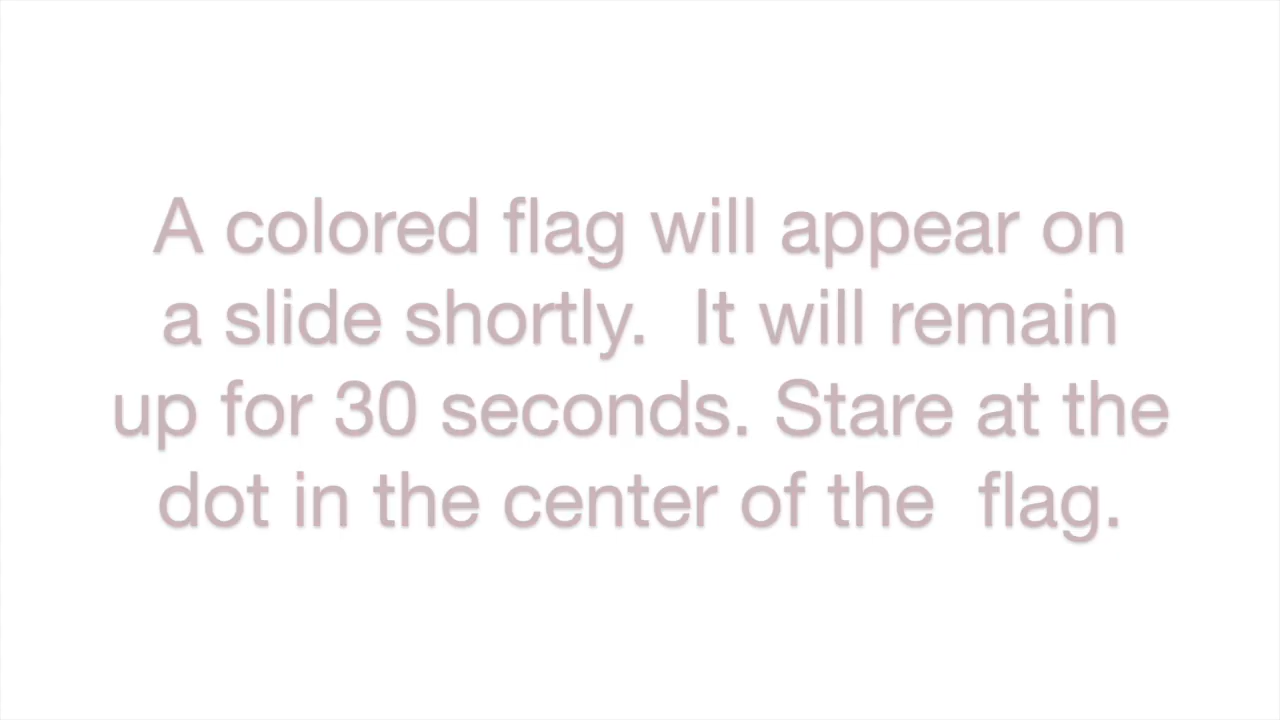 A colored flag will appear on
a slide shortly.  It will remain
up for 30 seconds. Stare at the
dot in the center of the  flag.